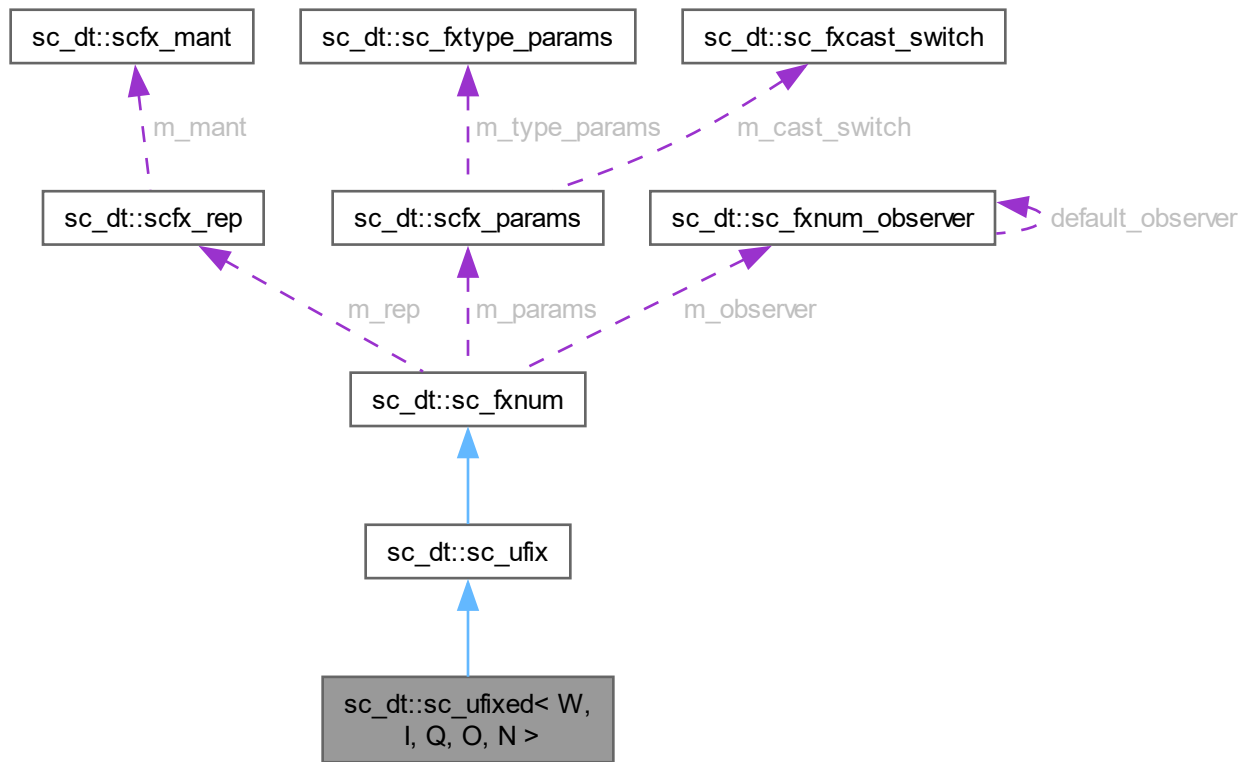 sc_dt::scfx_mant
sc_dt::sc_fxtype_params
sc_dt::sc_fxcast_switch
m_mant
m_type_params
m_cast_switch
sc_dt::scfx_rep
sc_dt::scfx_params
sc_dt::sc_fxnum_observer
default_observer
m_rep
m_params
m_observer
sc_dt::sc_fxnum
sc_dt::sc_ufix
sc_dt::sc_ufixed< W,
I, Q, O, N >